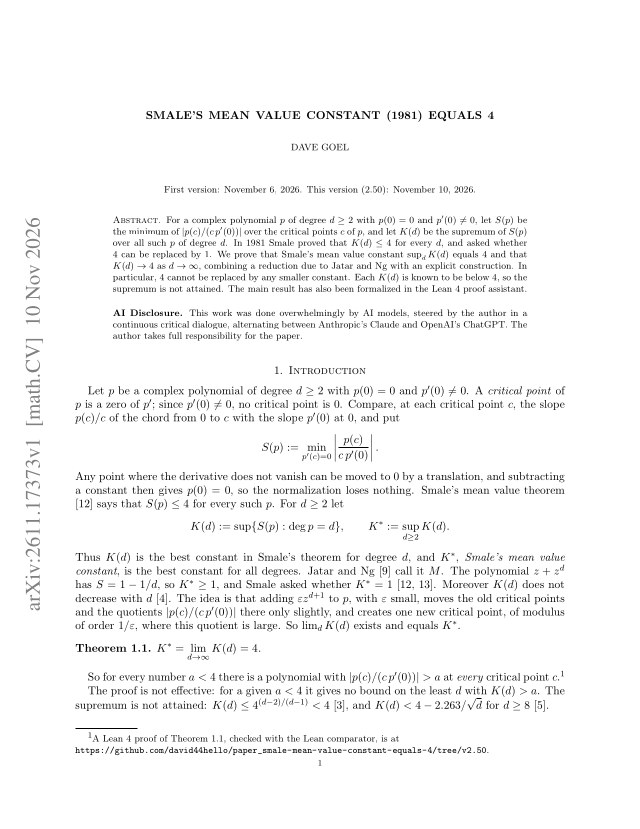 SMALE'S MEAN VALUE CONSTANT (1981) EQUALS 4
DAVE GOEL
First version: November 6, 2026. This version (2.50): November 10, 2026.
Abstract. For a complex polynomial p of degree d ≥ 2 with p(0) = 0 and p′(0) ≠ 0, let S(p) be
the minimum of |p(c)/(c p′(0))| over the critical points c of p, and let K(d) be the supremum of S(p)
over all such p of degree d. In 1981 Smale proved that K(d) ≤ 4 for every d, and asked whether
4 can be replaced by 1. We prove that Smale's mean value constant sup_d K(d) equals 4 and that
K(d) → 4 as d → ∞, combining a reduction due to Jatar and Ng with an explicit construction. In
particular, 4 cannot be replaced by any smaller constant. Each K(d) is known to be below 4, so the
supremum is not attained. The main result has also been formalized in the Lean 4 proof assistant.
AI Disclosure. This work was done overwhelmingly by AI models, steered by the author in a
continuous critical dialogue, alternating between Anthropic's Claude and OpenAI's ChatGPT. The
author takes full responsibility for the paper.
1. Introduction
Let p be a complex polynomial of degree d ≥ 2 with p(0) = 0 and p′(0) ≠ 0. A critical point of
p is a zero of p′; since p′(0) ≠ 0, no critical point is 0. Compare, at each critical point c, the slope
p(c)/c of the chord from 0 to c with the slope p′(0) at 0, and put
S(p) := min_{p′(c)=0} |p(c)/(c p′(0))|.
Any point where the derivative does not vanish can be moved to 0 by a translation, and subtracting
a constant then gives p(0) = 0, so the normalization loses nothing. Smale's mean value theorem
[12] says that S(p) ≤ 4 for every such p. For d ≥ 2 let
K(d) := sup{S(p) : deg p = d}, K* := sup_{d≥2} K(d).
Thus K(d) is the best constant in Smale's theorem for degree d, and K*, Smale's mean value
constant, is the best constant for all degrees. Jatar and Ng [9] call it M. The polynomial z + z^d
has S = 1 − 1/d, so K* ≥ 1, and Smale asked whether K* = 1 [12, 13]. Moreover K(d) does not
decrease with d [4]. The idea is that adding εz^{d+1} to p, with ε small, moves the old critical points
and the quotients |p(c)/(c p′(0))| there only slightly, and creates one new critical point, of modulus
of order 1/ε, where this quotient is large. So lim_d K(d) exists and equals K*.
Theorem 1.1. K* = lim_{d→∞} K(d) = 4.
So for every number a < 4 there is a polynomial with |p(c)/(c p′(0))| > a at every critical point c.¹
The proof is not effective: for a given a < 4 it gives no bound on the least d with K(d) > a. The
supremum is not attained: K(d) ≤ 4^{(d−2)/(d−1)} < 4 [3], and K(d) < 4 − 2.263/√d for d ≥ 8 [5].
¹A Lean 4 proof of Theorem 1.1, checked with the Lean comparator, is at
https://github.com/david44hello/paper_smale-mean-value-constant-equals-4/tree/v2.50.
1
arXiv:2611.17373v1 [math.CV] 10 Nov 2026